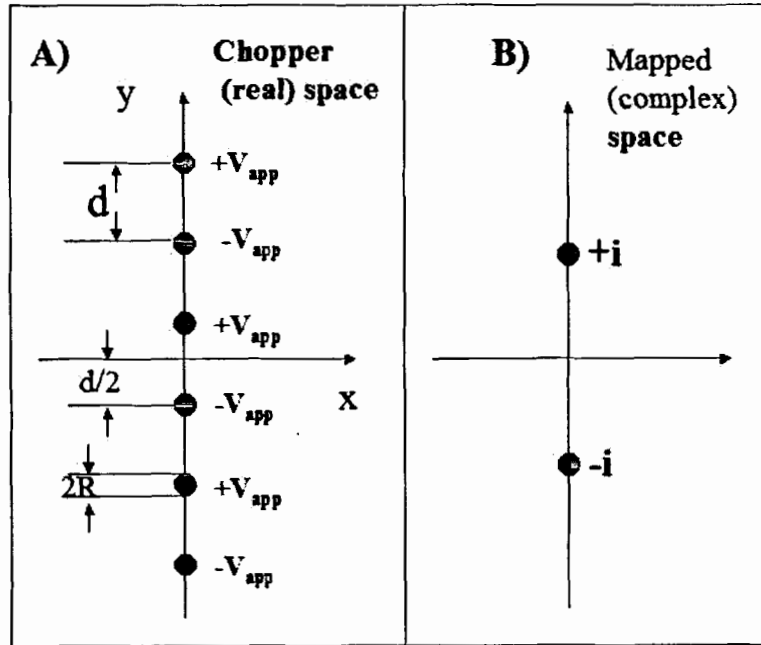 A)
Chopper
(real) space
y
+Vapp
d
-Vapp
+Vapp
d/2
x
-Vapp
2R
+Vapp
-Vapp
B)
Mapped
(complex)
space
+i
-i